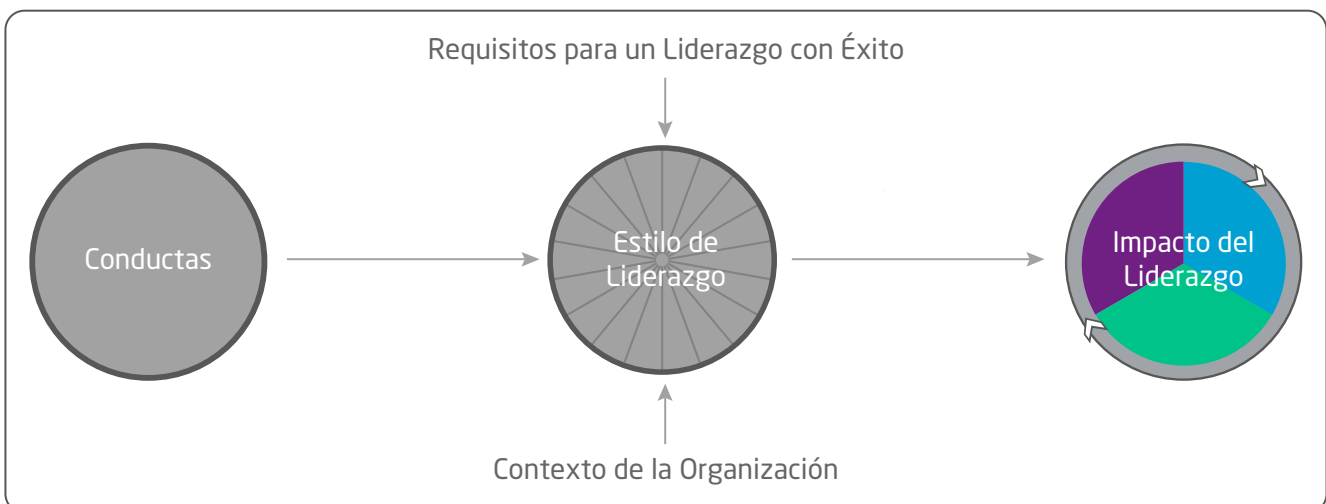 Requisitos para un Liderazgo con Éxito
Conductas
Estilo de
Liderazgo
Impacto del
Liderazgo
Contexto de la Organización